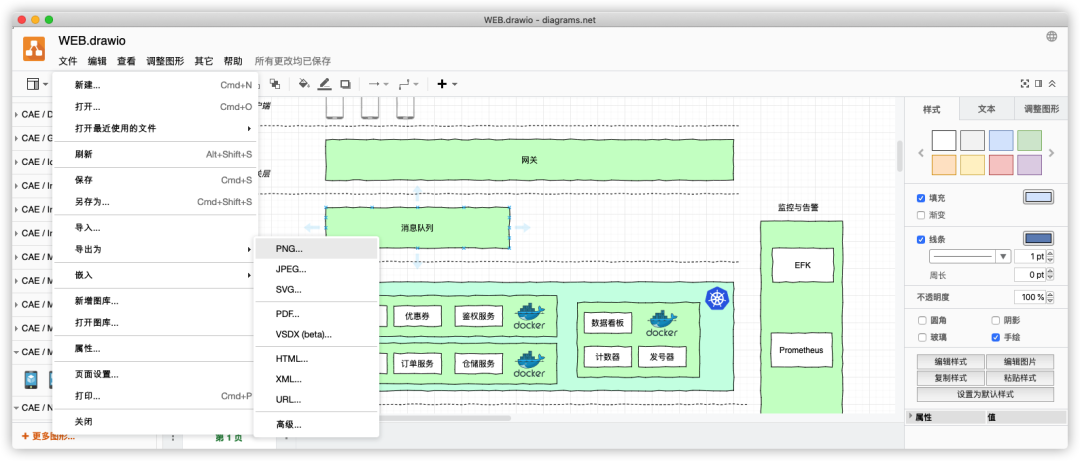 WEB.drawio - diagrams.net
WEB.drawio
文件 编辑 查看 调整图形 其它 帮助 所有更改均已保存
新建... Cmd+N
打开... Cmd+O
打开最近使用的文件
刷新 Alt+Shift+S
保存 Cmd+S
另存为... Cmd+Shift+S
导入...
导出为
嵌入
新增图库...
打开图库...
属性...
页面设置...
打印... Cmd+P
关闭
PNG...
JPEG...
SVG...
PDF...
VSDX (beta)...
HTML...
XML...
URL...
高级...
CAE / D
CAE / G
CAE / Ic
CAE / In
CAE / In
CAE / In
CAE / M
CAE / M
CAE / M
CAE / M
CAE / M
CAE / N
+ 更多图形...
第 1 页
户端
网关
关层
消息队列
优惠券
鉴权服务
docker
订单服务
仓储服务
docker
数据看板
docker
计数器
发号器
监控与告警
EFK
Prometheus
样式 文本 调整图形
填充
渐变
线条
1 pt
周长 0 pt
不透明度 100 %
圆角 阴影
玻璃 手绘
编辑样式 编辑图片
复制样式 粘贴样式
设置为默认样式
属性 值